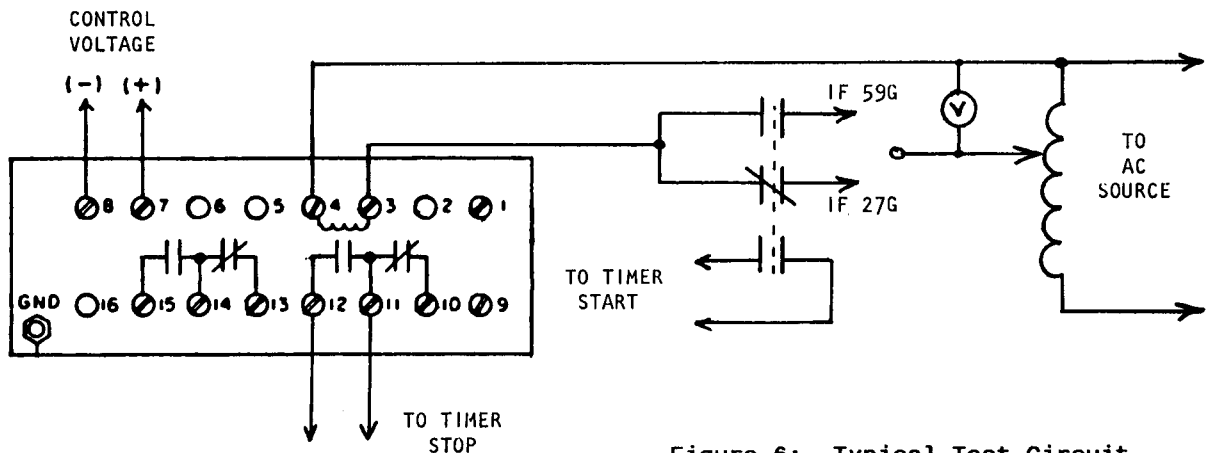 CONTROL
VOLTAGE
(-) (+)
IF 59G
V
TO
AC
SOURCE
IF 27G
8 7 6 5 4 3 2 1
TO TIMER
START
GND
16 15 14 13 12 11 10 9
TO TIMER
STOP
Figure 6: Typical Test Circuit